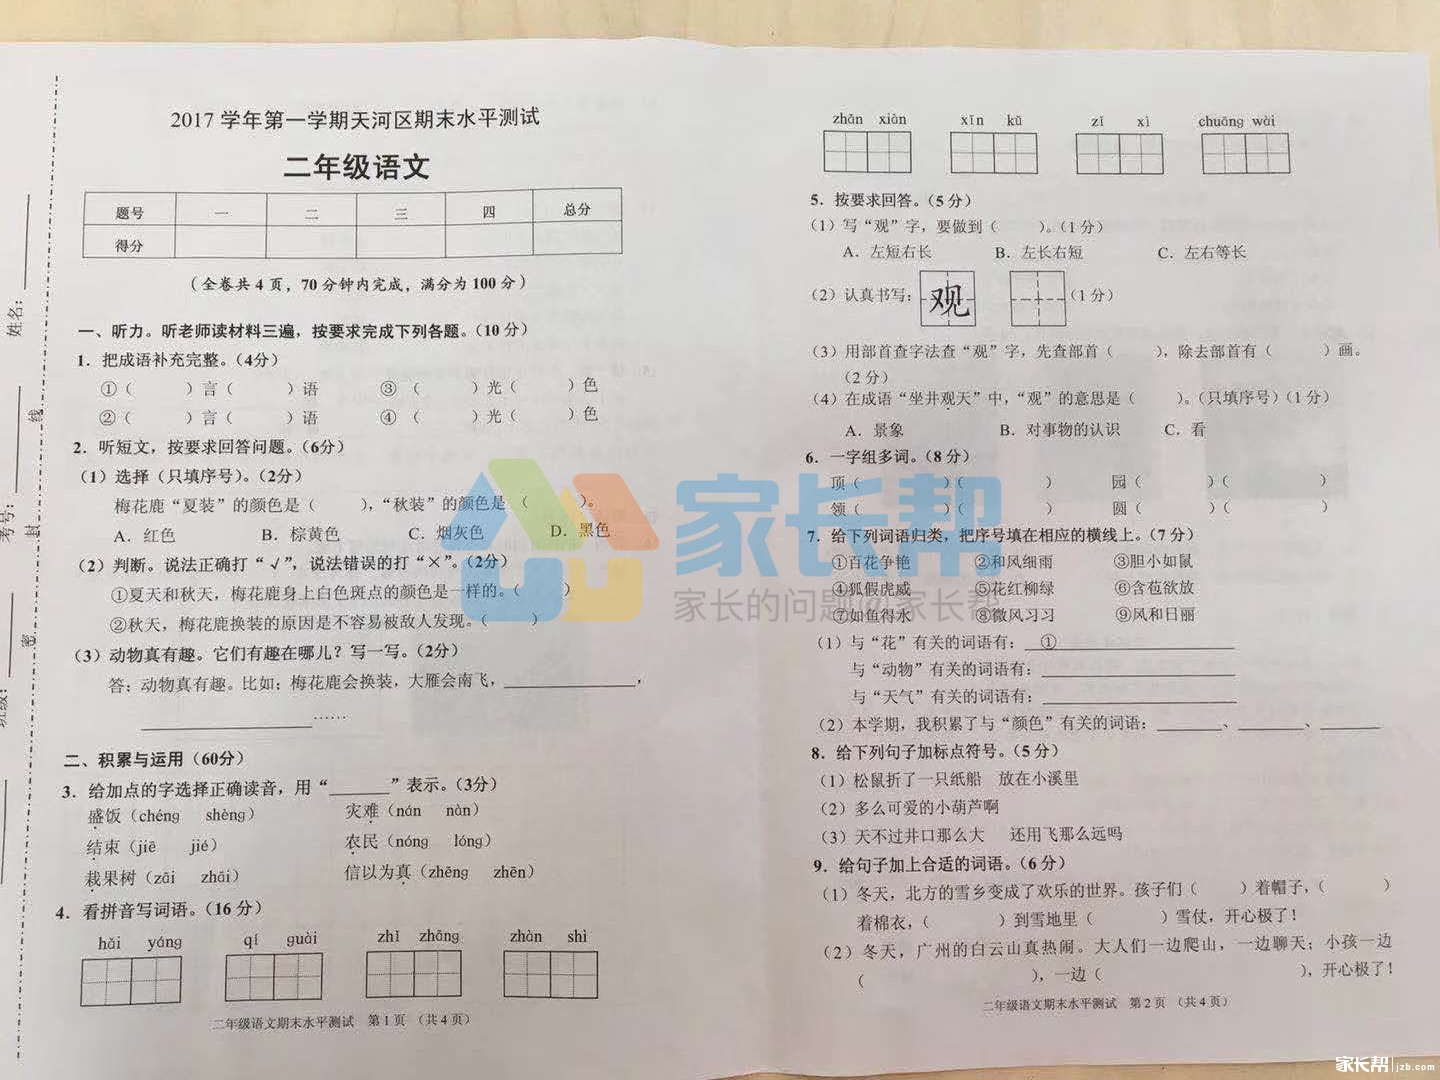 2017 学年第一学期天河区期末水平测试
二年级语文
题号 一 二 三 四 总分
得分
（全卷共 4 页，70 分钟内完成，满分为 100 分）
一、听力。听老师读材料三遍，按要求完成下列各题。（10 分）
1．把成语补充完整。（4分）
①（ ）言（ ）语 ③（ ）光（ ）色
②（ ）言（ ）语 ④（ ）光（ ）色
2．听短文，按要求回答问题。（6分）
（1）选择（只填序号）。（2分）
梅花鹿“夏装”的颜色是（ ），“秋装”的颜色是（ ）。
A．红色 B．棕黄色 C．烟灰色 D．黑色
（2）判断。说法正确打“√”，说法错误的打“×”。（2分）
①夏天和秋天，梅花鹿身上白色斑点的颜色是一样的。（ ）
②秋天，梅花鹿换装的原因是不容易被敌人发现。（ ）
（3）动物真有趣。它们有趣在哪儿？写一写。（2分）
答：动物真有趣。比如：梅花鹿会换装，大雁会南飞，________，
________……
二、积累与运用（60分）
3．给加点的字选择正确读音，用“______”表示。（3分）
盛饭（chéng shèng） 灾难（nán nàn）
结束（jiē jié） 农民（nóng lóng）
栽果树（zāi zhāi） 信以为真（zhēng zhēn）
4．看拼音写词语。（16 分）
hǎi yáng qí guài zhǐ zhāng zhàn shì
二年级语文期末水平测试 第 1 页 （共 4 页）
姓名：
考号：
班级：
线
封
密
zhǎn xiàn xīn kǔ zǐ xì chuāng wài
5．按要求回答。（5 分）
（1）写“观”字，要做到（ ）。（1 分）
A．左短右长 B．左长右短 C．左右等长
（2）认真书写： 观 （1 分）
（3）用部首查字法查“观”字，先查部首（ ），除去部首有（ ）画。
（2 分）
（4）在成语“坐井观天”中，“观”的意思是（ ）。（只填序号）（1 分）
A．景象 B．对事物的认识 C．看
6．一字组多词。（8 分）
顶（ ）（ ） 园（ ）（ ）
领（ ）（ ） 圆（ ）（ ）
7．给下列词语归类，把序号填在相应的横线上。（7 分）
①百花争艳 ②和风细雨 ③胆小如鼠
④狐假虎威 ⑤花红柳绿 ⑥含苞欲放
⑦如鱼得水 ⑧微风习习 ⑨风和日丽
（1）与“花”有关的词语有：①________
与“动物”有关的词语有：________
与“天气”有关的词语有：________
（2）本学期，我积累了与“颜色”有关的词语：______、______、______
8．给下列句子加标点符号。（5 分）
（1）松鼠折了一只纸船 放在小溪里
（2）多么可爱的小葫芦啊
（3）天不过井口那么大 还用飞那么远吗
9．给句子加上合适的词语。（6 分）
（1）冬天，北方的雪乡变成了欢乐的世界。孩子们（ ）着帽子，（ ）
着棉衣，（ ）到雪地里（ ）雪仗，开心极了！
（2）冬天，广州的白云山真热闹。大人们一边爬山，一边聊天；小孩一边
（ ），一边（ ），开心极了！
二年级语文期末水平测试 第 2 页 （共 4 页）
家长帮
家长的问题@家长帮
家长帮 jzb.com